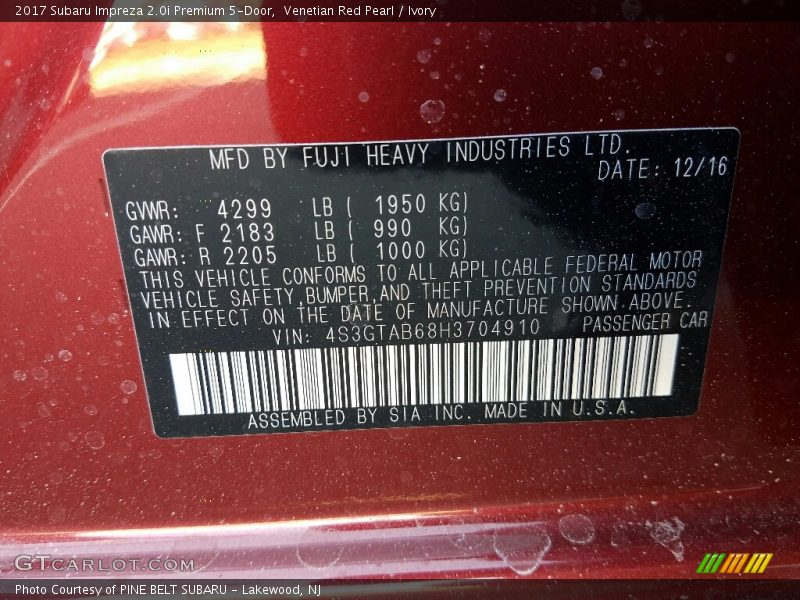 2017 Subaru Impreza 2.0i Premium 5-Door, Venetian Red Pearl / Ivory
MFD BY FUJI HEAVY INDUSTRIES LTD.
DATE: 12/16
GVWR: 4299 LB ( 1950 KG)
GAWR: F 2183 LB ( 990 KG)
GAWR: R 2205 LB ( 1000 KG)
THIS VEHICLE CONFORMS TO ALL APPLICABLE FEDERAL MOTOR
VEHICLE SAFETY,BUMPER,AND THEFT PREVENTION STANDARDS
IN EFFECT ON THE DATE OF MANUFACTURE SHOWN ABOVE.
VIN: 4S3GTAB68H3704910 PASSENGER CAR
ASSEMBLED BY SIA INC. MADE IN U.S.A.
GTCARLOT.COM
Photo Courtesy of PINE BELT SUBARU - Lakewood, NJ